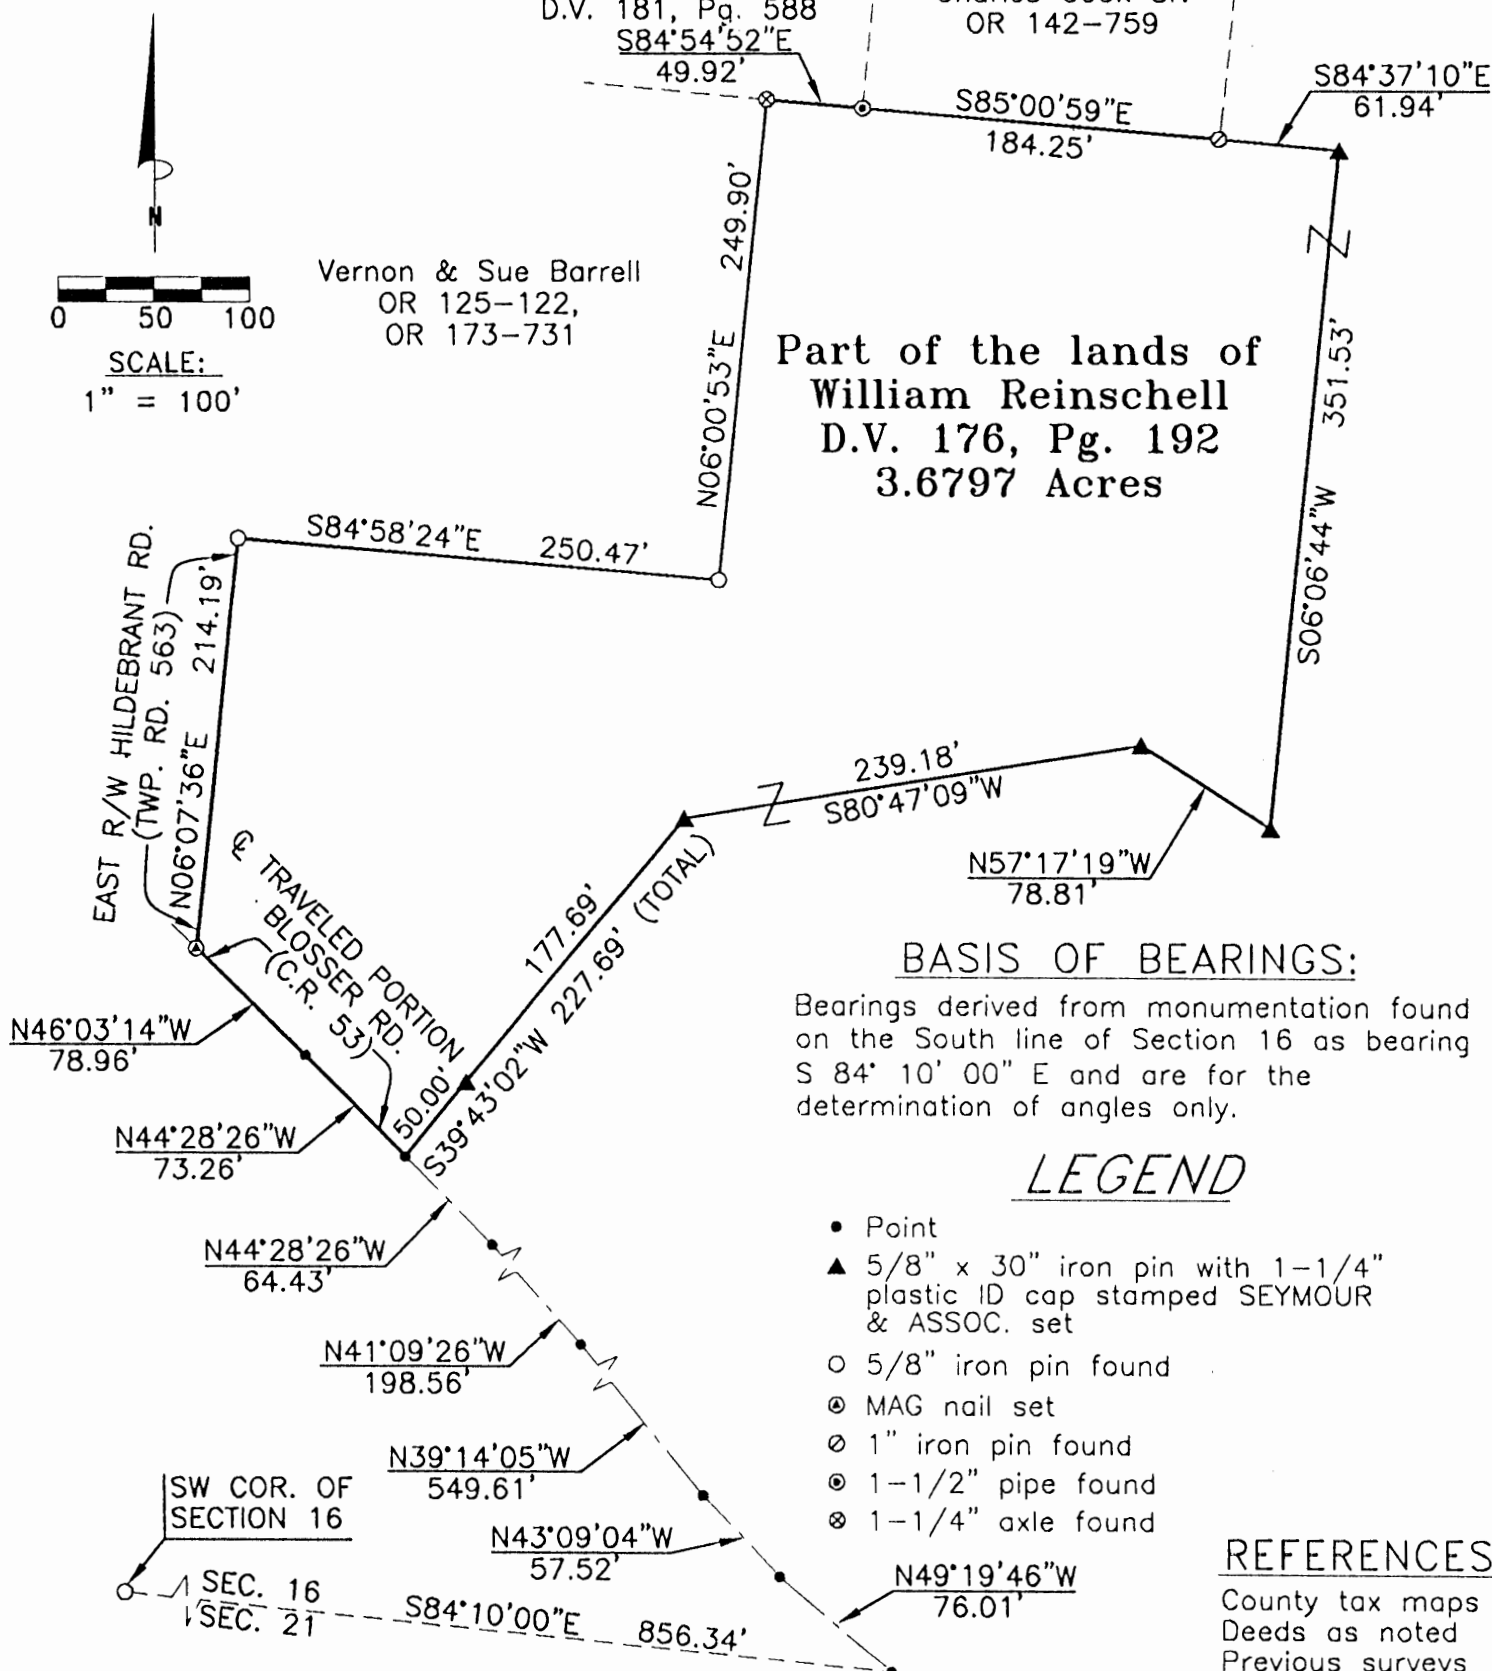 D.V. 181, Pg. 588
OR 142-759
S84°54'52"E
49.92'
S85°00'59"E
184.25'
S84°37'10"E
61.94'
N
0 50 100
SCALE:
1" = 100'
Vernon & Sue Barrell
OR 125-122,
OR 173-731
249.90'
N06°00'53"E
Part of the lands of
William Reinschell
D.V. 176, Pg. 192
3.6797 Acres
351.53'
S06°06'44"W
S84°58'24"E 250.47'
EAST R/W HILDEBRANT RD.
(TWP. RD. 563)
N06°07'36"E 214.19'
℄ TRAVELED PORTION
BLOSSER RD.
(C.R. 53)
239.18'
S80°47'09"W
N57°17'19"W
78.81'
177.69'
50.00'
S39°43'02"W 227.69' (TOTAL)
N46°03'14"W
78.96'
N44°28'26"W
73.26'
N44°28'26"W
64.43'
N41°09'26"W
198.56'
N39°14'05"W
549.61'
N43°09'04"W
57.52'
N49°19'46"W
76.01'
SW COR. OF
SECTION 16
SEC. 16
SEC. 21
S84°10'00"E 856.34'
BASIS OF BEARINGS:
Bearings derived from monumentation found
on the South line of Section 16 as bearing
S 84° 10' 00" E and are for the
determination of angles only.
LEGEND
Point
5/8" x 30" iron pin with 1-1/4"
plastic ID cap stamped SEYMOUR
& ASSOC. set
5/8" iron pin found
MAG nail set
1" iron pin found
1-1/2" pipe found
1-1/4" axle found
REFERENCES
County tax maps
Deeds as noted
Previous surveys